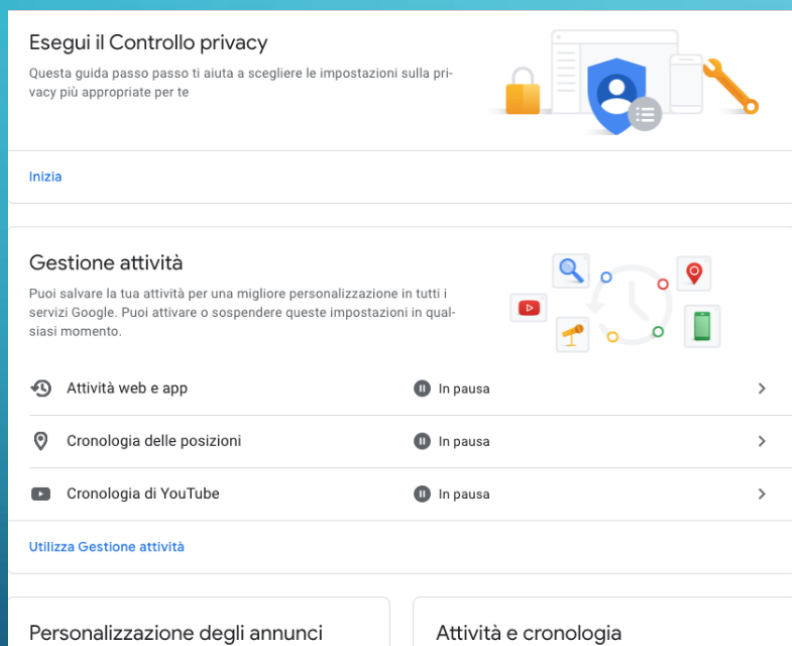 Esegui il Controllo privacy
Questa guida passo passo ti aiuta a scegliere le impostazioni sulla pri-
vacy più appropriate per te
Inizia
Gestione attività
Puoi salvare la tua attività per una migliore personalizzazione in tutti i
servizi Google. Puoi attivare o sospendere queste impostazioni in qual-
siasi momento.
Attività web e app In pausa
Cronologia delle posizioni In pausa
Cronologia di YouTube In pausa
Utilizza Gestione attività
Personalizzazione degli annunci
Attività e cronologia